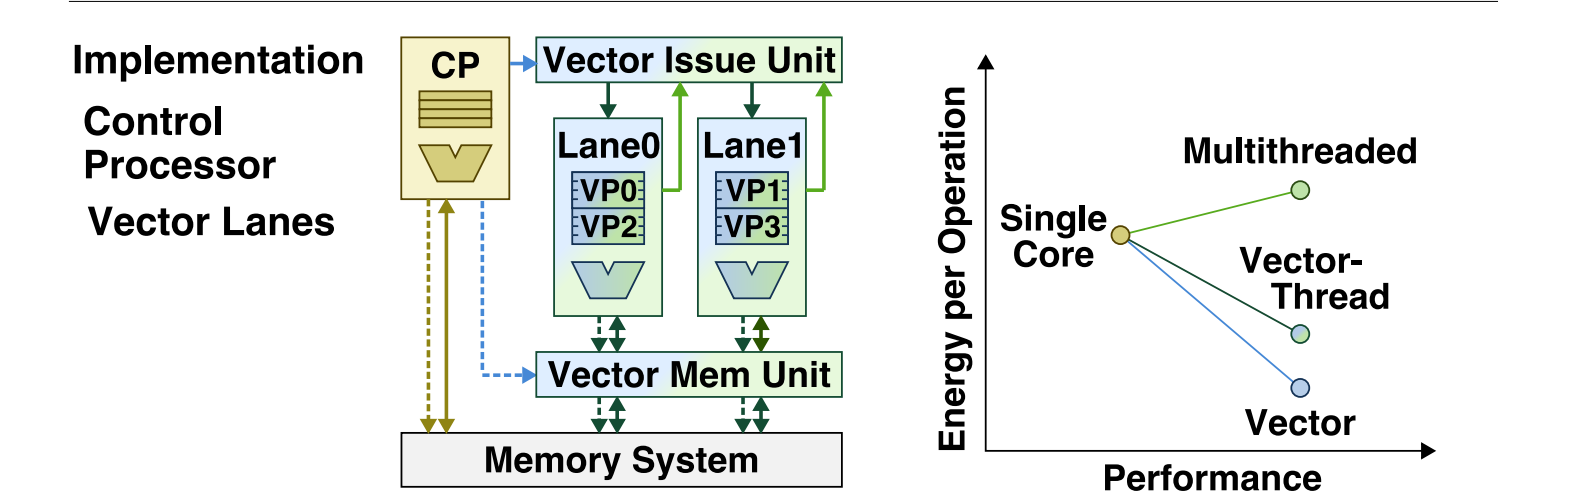 Implementation
Control
Processor
Vector Lanes
CP
Vector Issue Unit
Lane0
VP0
VP2
Lane1
VP1
VP3
Vector Mem Unit
Memory System
Energy per Operation
Multithreaded
Single
Core
Vector-
Thread
Vector
Performance